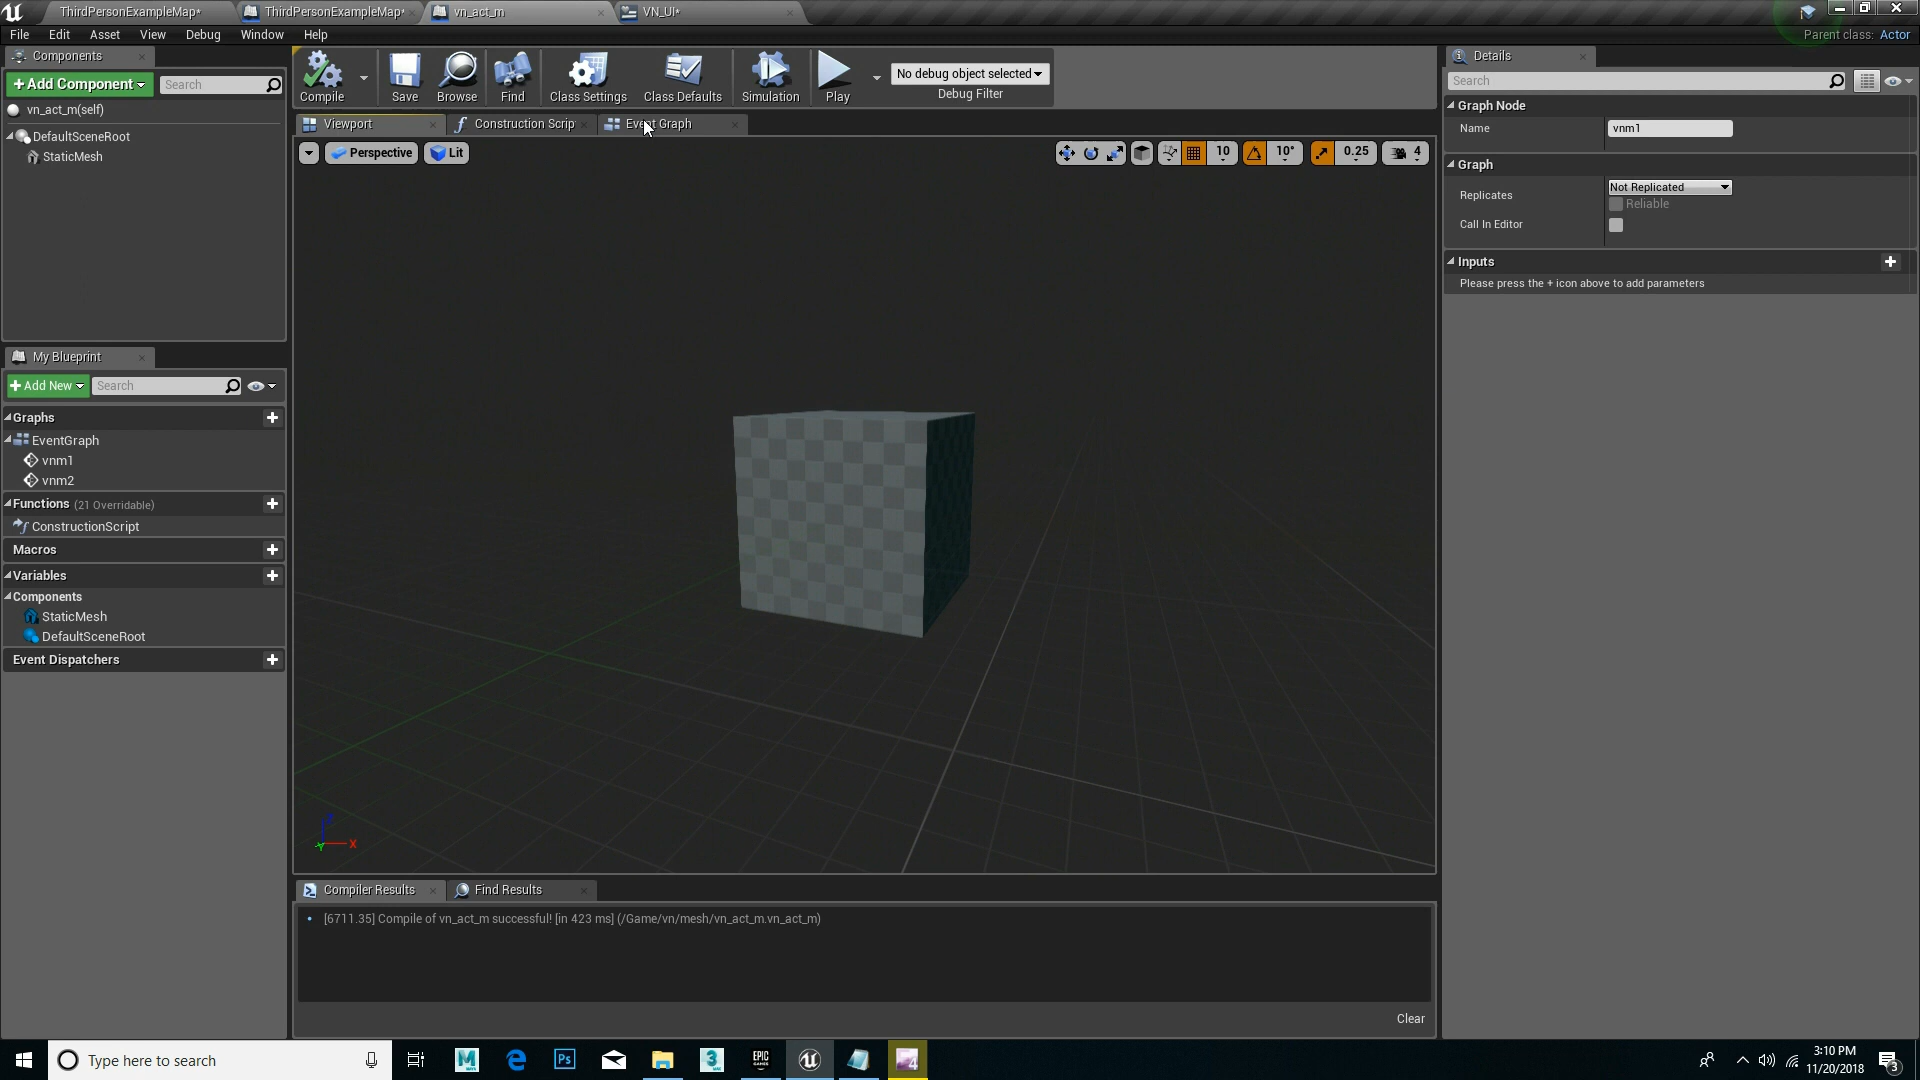 ThirdPersonExampleMap*
ThirdPersonExampleMap*
vn_act_m
VN_UI*
File Edit Asset View Debug Window Help
Parent class: Actor
Components
+Add Component
Search
vn_act_m(self)
DefaultSceneRoot
StaticMesh
Compile
Save
Browse
Find
Class Settings
Class Defaults
Simulation
Play
No debug object selected
Debug Filter
Viewport
Construction Scrip
Event Graph
Perspective
Lit
10
10°
0.25
4
X
My Blueprint
+Add New
Search
Graphs
EventGraph
vnm1
vnm2
Functions (21 Overridable)
ConstructionScript
Macros
Variables
Components
StaticMesh
DefaultSceneRoot
Event Dispatchers
Details
Search
Graph Node
Name
vnm1
Graph
Replicates
Not Replicated
Reliable
Call In Editor
Inputs
Please press the + icon above to add parameters
Compiler Results
Find Results
[6711.35] Compile of vn_act_m successful! [in 423 ms] (/Game/vn/mesh/vn_act_m.vn_act_m)
Clear
Type here to search
Ps
3
EPIC
GAMES
3:10 PM
11/20/2018
3